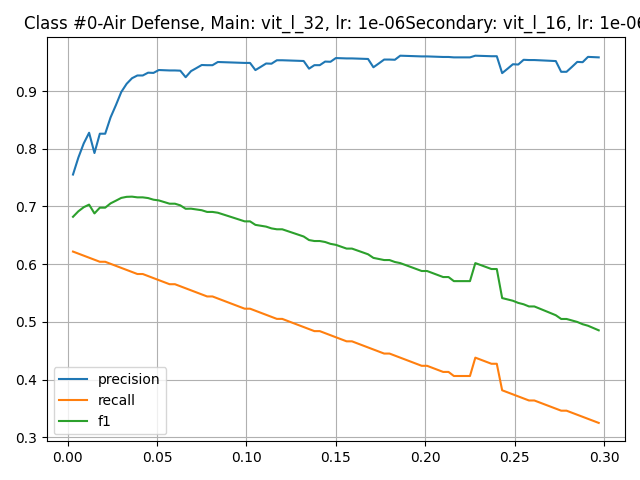 Class #0-Air Defense, Main: vit_l_32, lr: 1e-06Secondary: vit_l_16, lr: 1e-06
0.9
0.8
0.7
0.6
0.5
0.4
0.3
precision
recall
f1
0.00 0.05 0.10 0.15 0.20 0.25 0.30